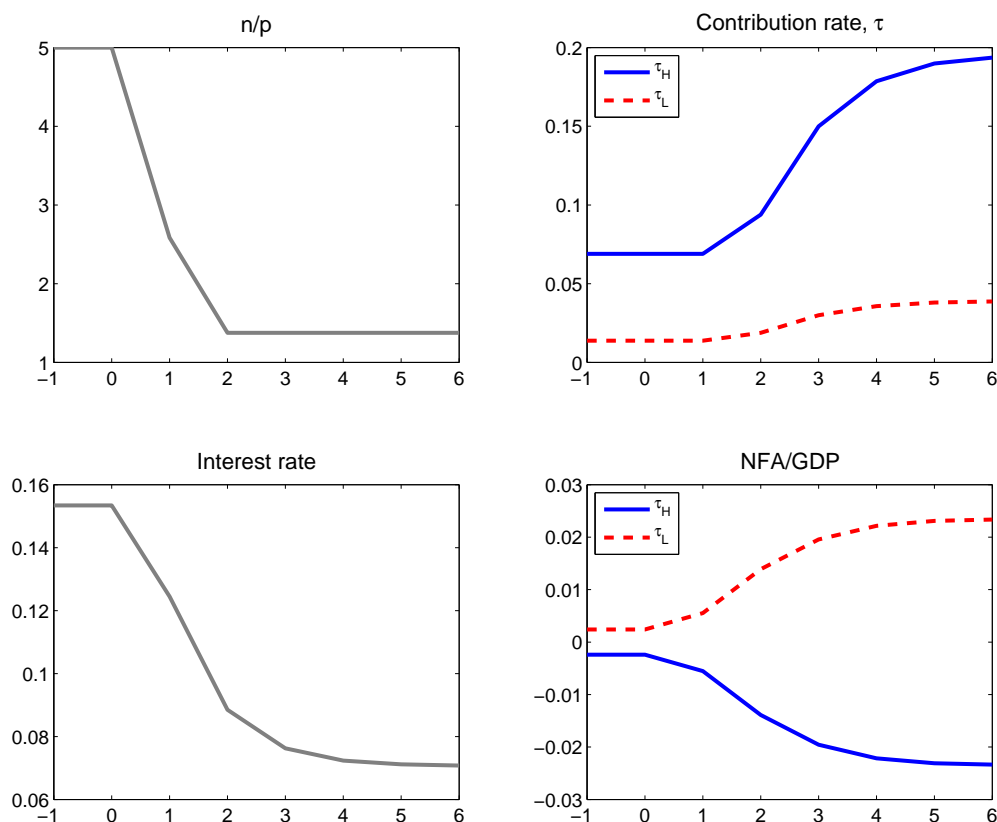 n/p
5
4
3
2
1
−1 0 1 2 3 4 5 6
Contribution rate, τ
τH
τL
0.2
0.15
0.1
0.05
0
−1 0 1 2 3 4 5 6
Interest rate
0.16
0.14
0.12
0.1
0.08
0.06
−1 0 1 2 3 4 5 6
NFA/GDP
τH
τL
0.03
0.02
0.01
0
−0.01
−0.02
−0.03
−1 0 1 2 3 4 5 6